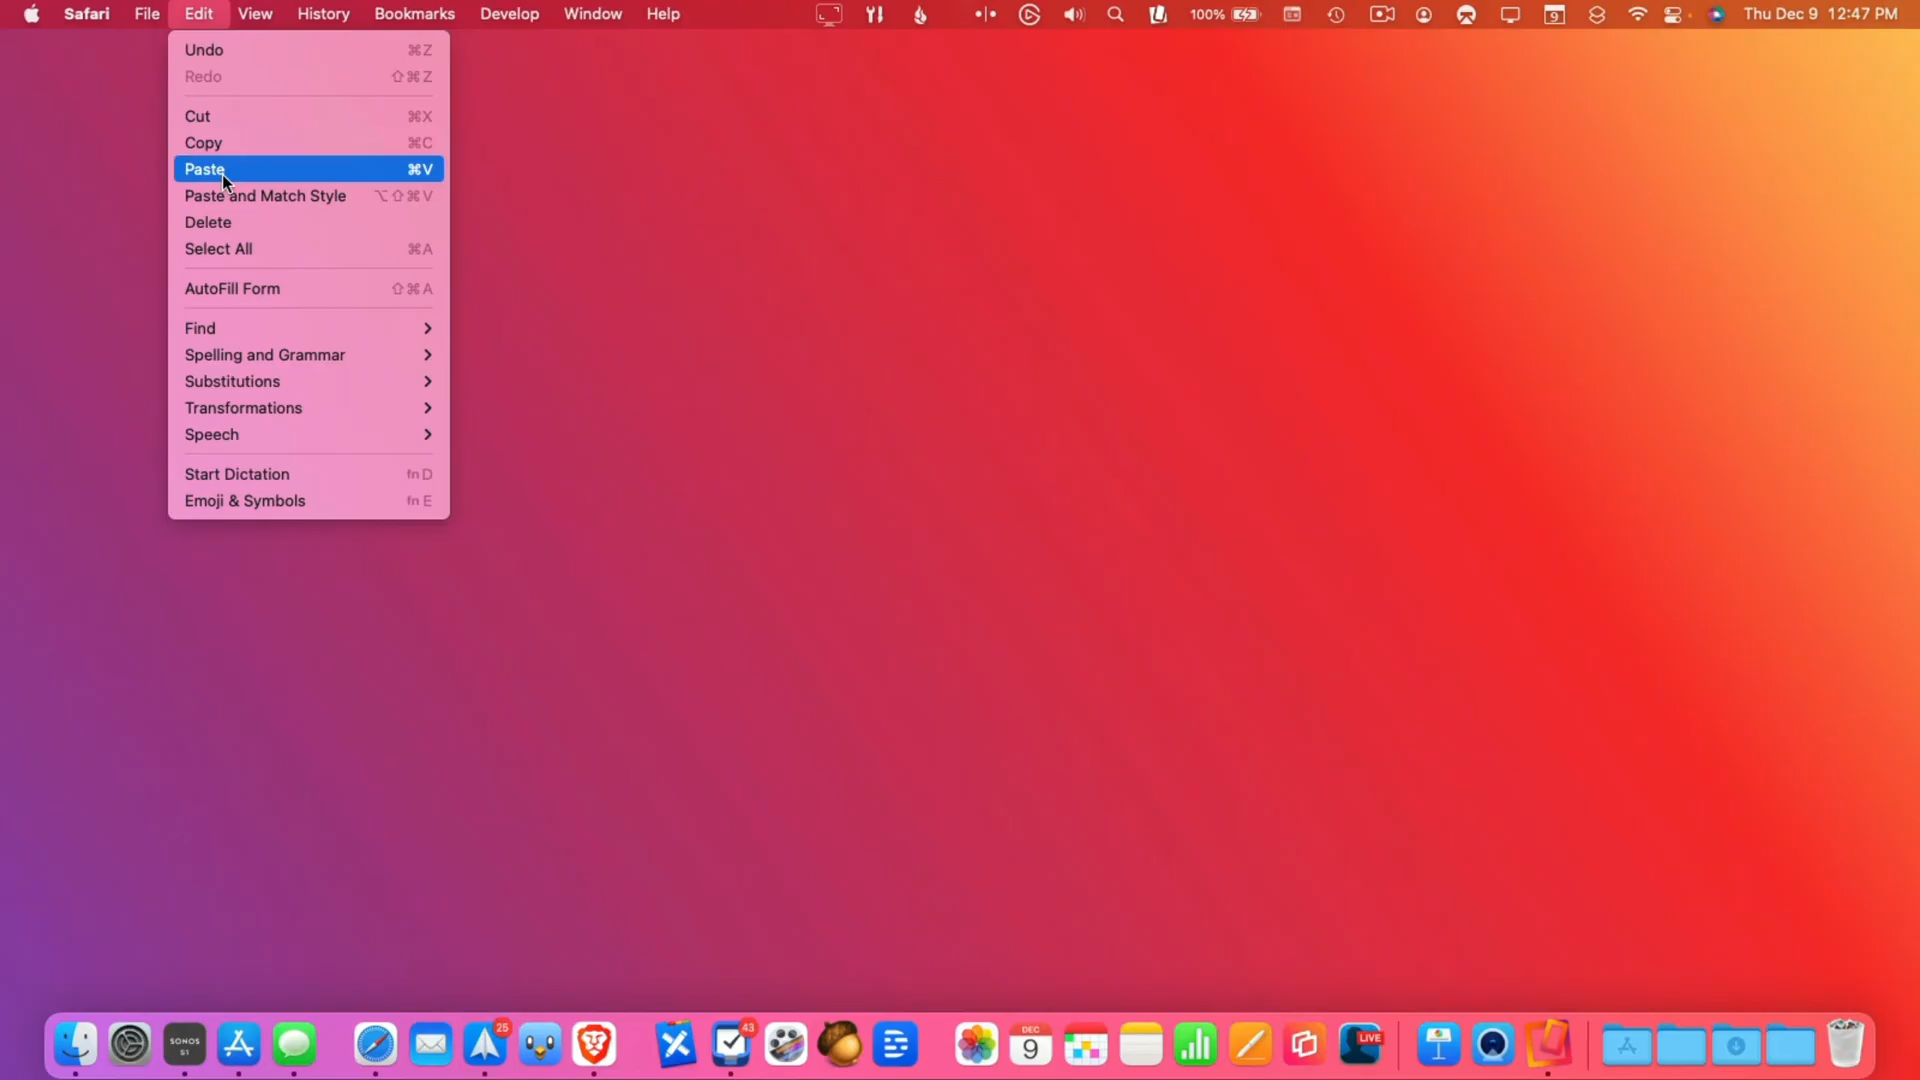 Safari File Edit View History Bookmarks Develop Window Help 100% 9 Thu Dec 9 12:47 PM
Undo ⌘Z
Redo ⇧⌘Z
Cut ⌘X
Copy ⌘C
Paste ⌘V
Paste and Match Style ⌥⇧⌘V
Delete
Select All ⌘A
AutoFill Form ⇧⌘A
Find
Spelling and Grammar
Substitutions
Transformations
Speech
Start Dictation fn D
Emoji & Symbols fn E
SONOS
S1
25
43
DEC
9
LIVE